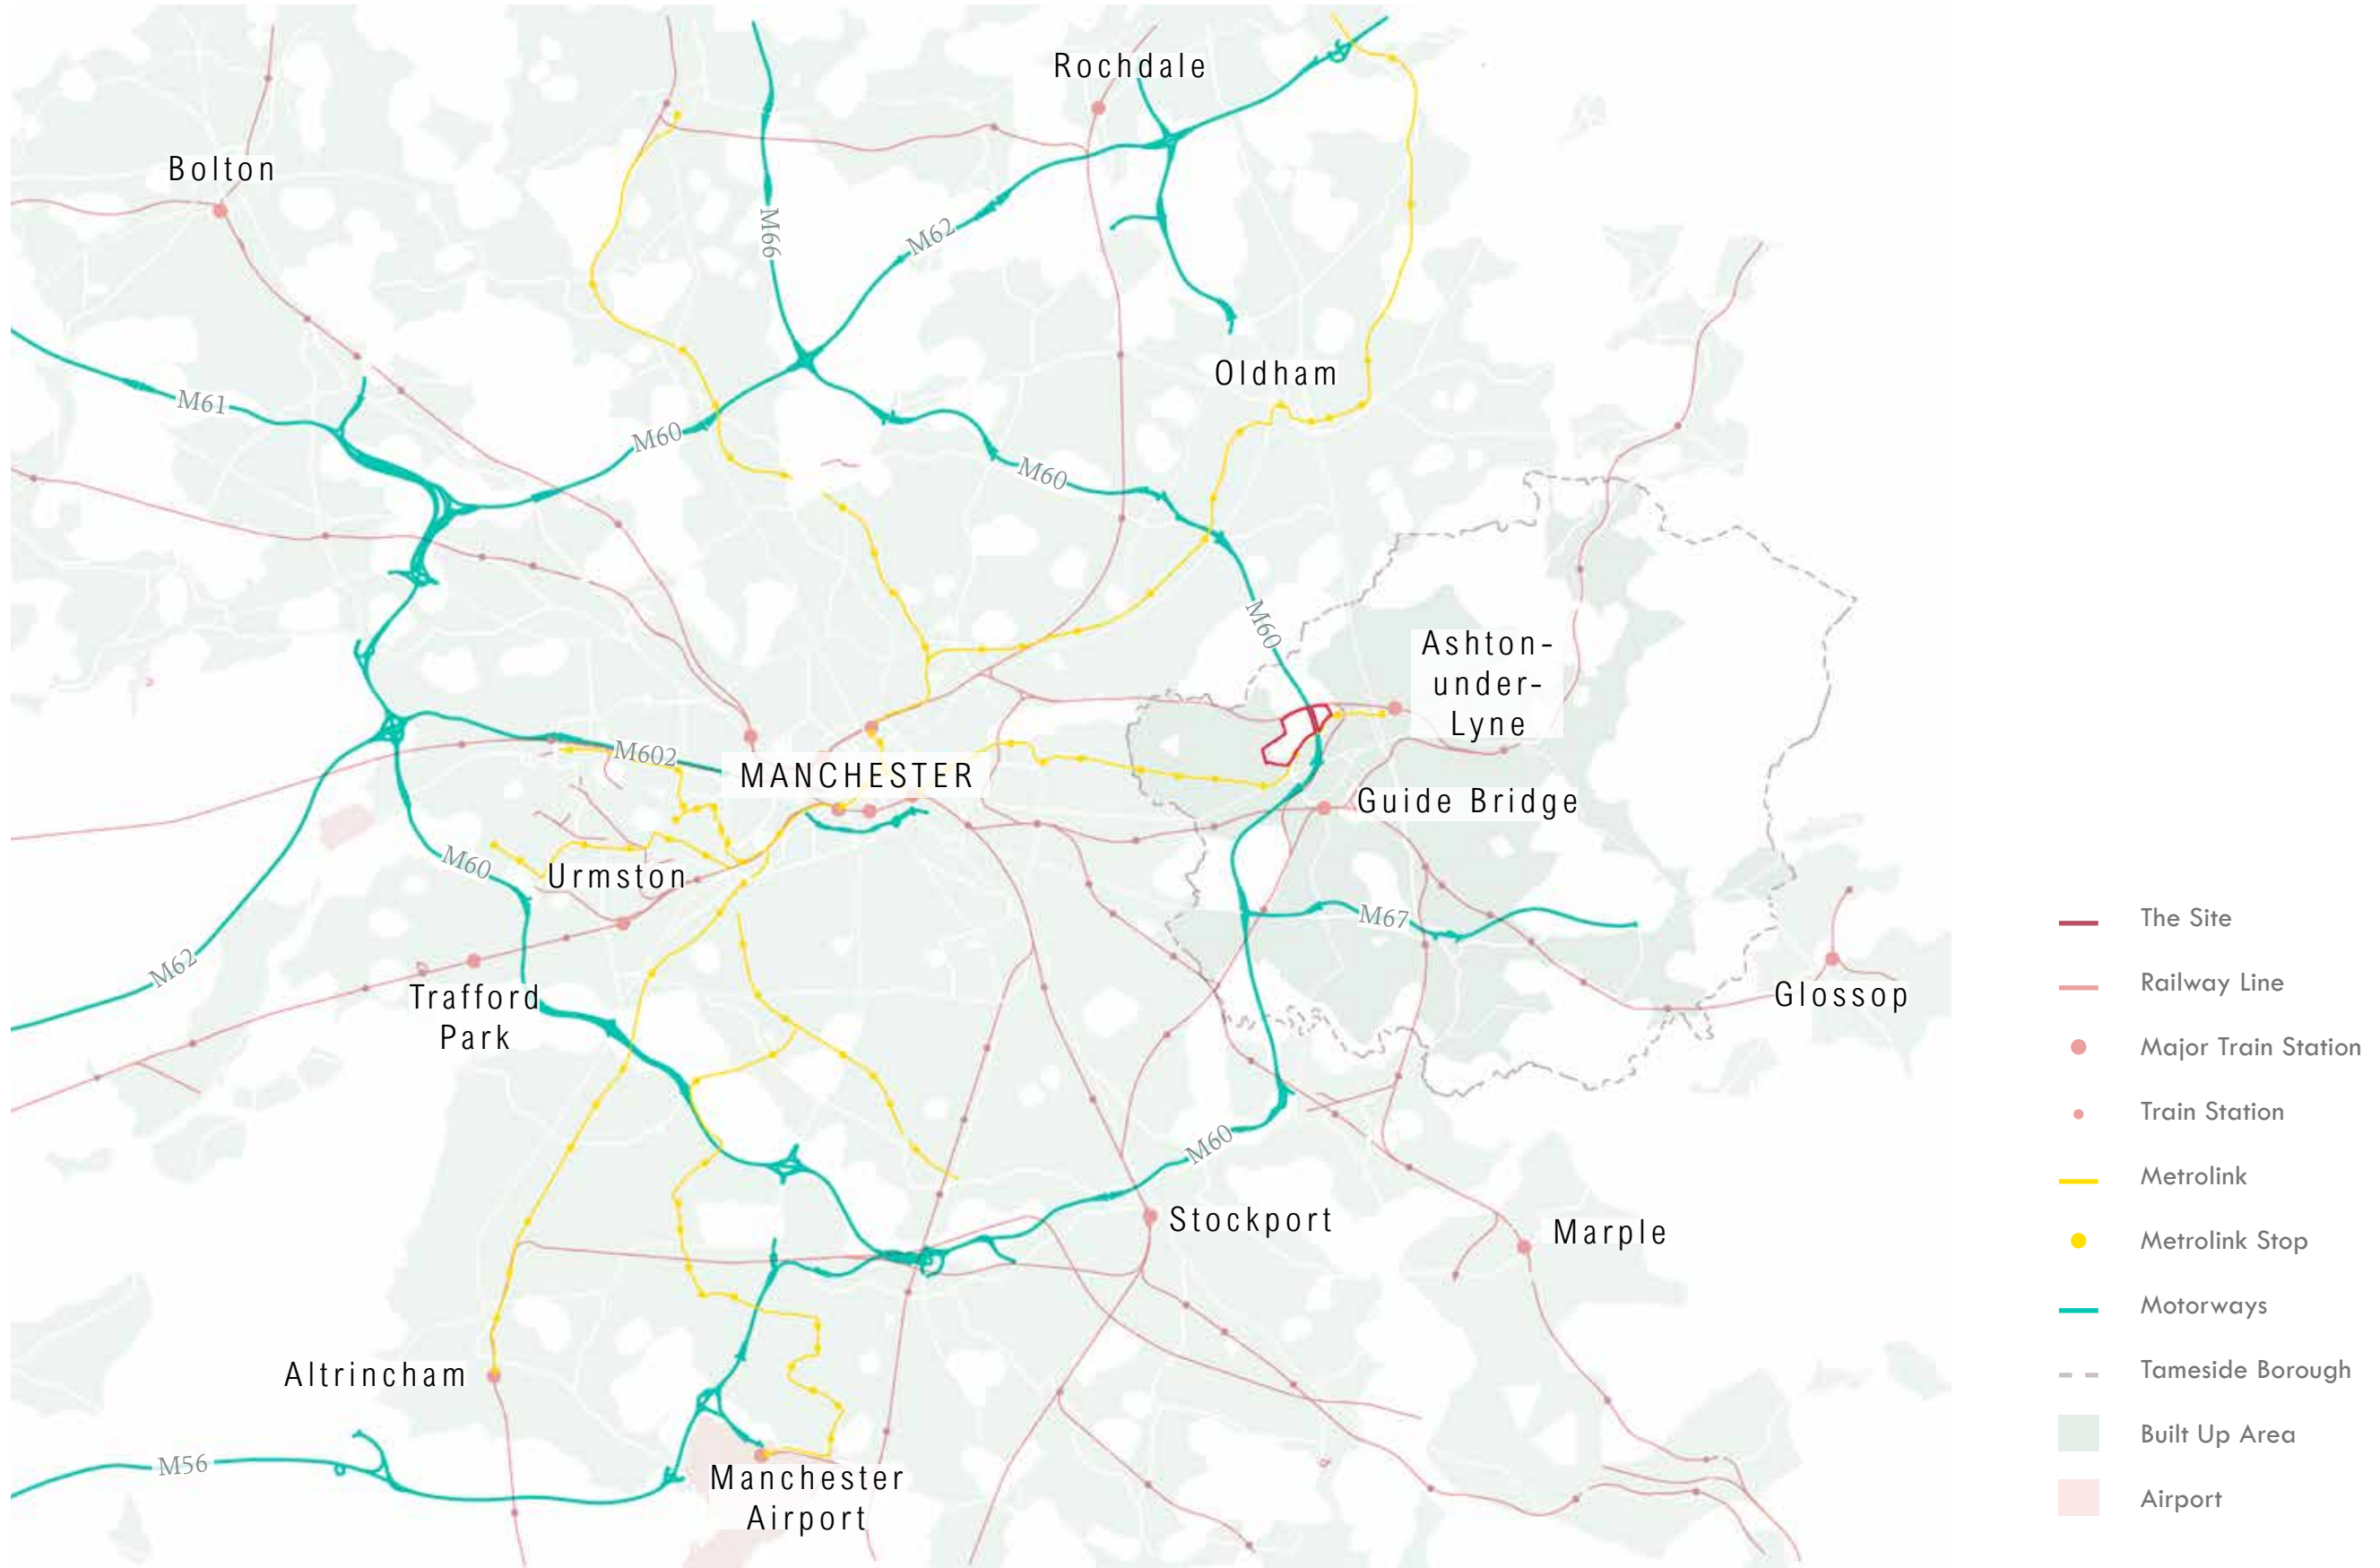 Rochdale
Bolton
M66
M62
Oldham
M61
M60
M60
M60
Ashton-
under-
Lyne
M602
MANCHESTER
Guide Bridge
M60
Urmston
M67
M62
Trafford
Park
Glossop
M60
Stockport
Marple
Altrincham
M56
Manchester
Airport
The Site
Railway Line
Major Train Station
Train Station
Metrolink
Metrolink Stop
Motorways
Tameside Borough
Built Up Area
Airport